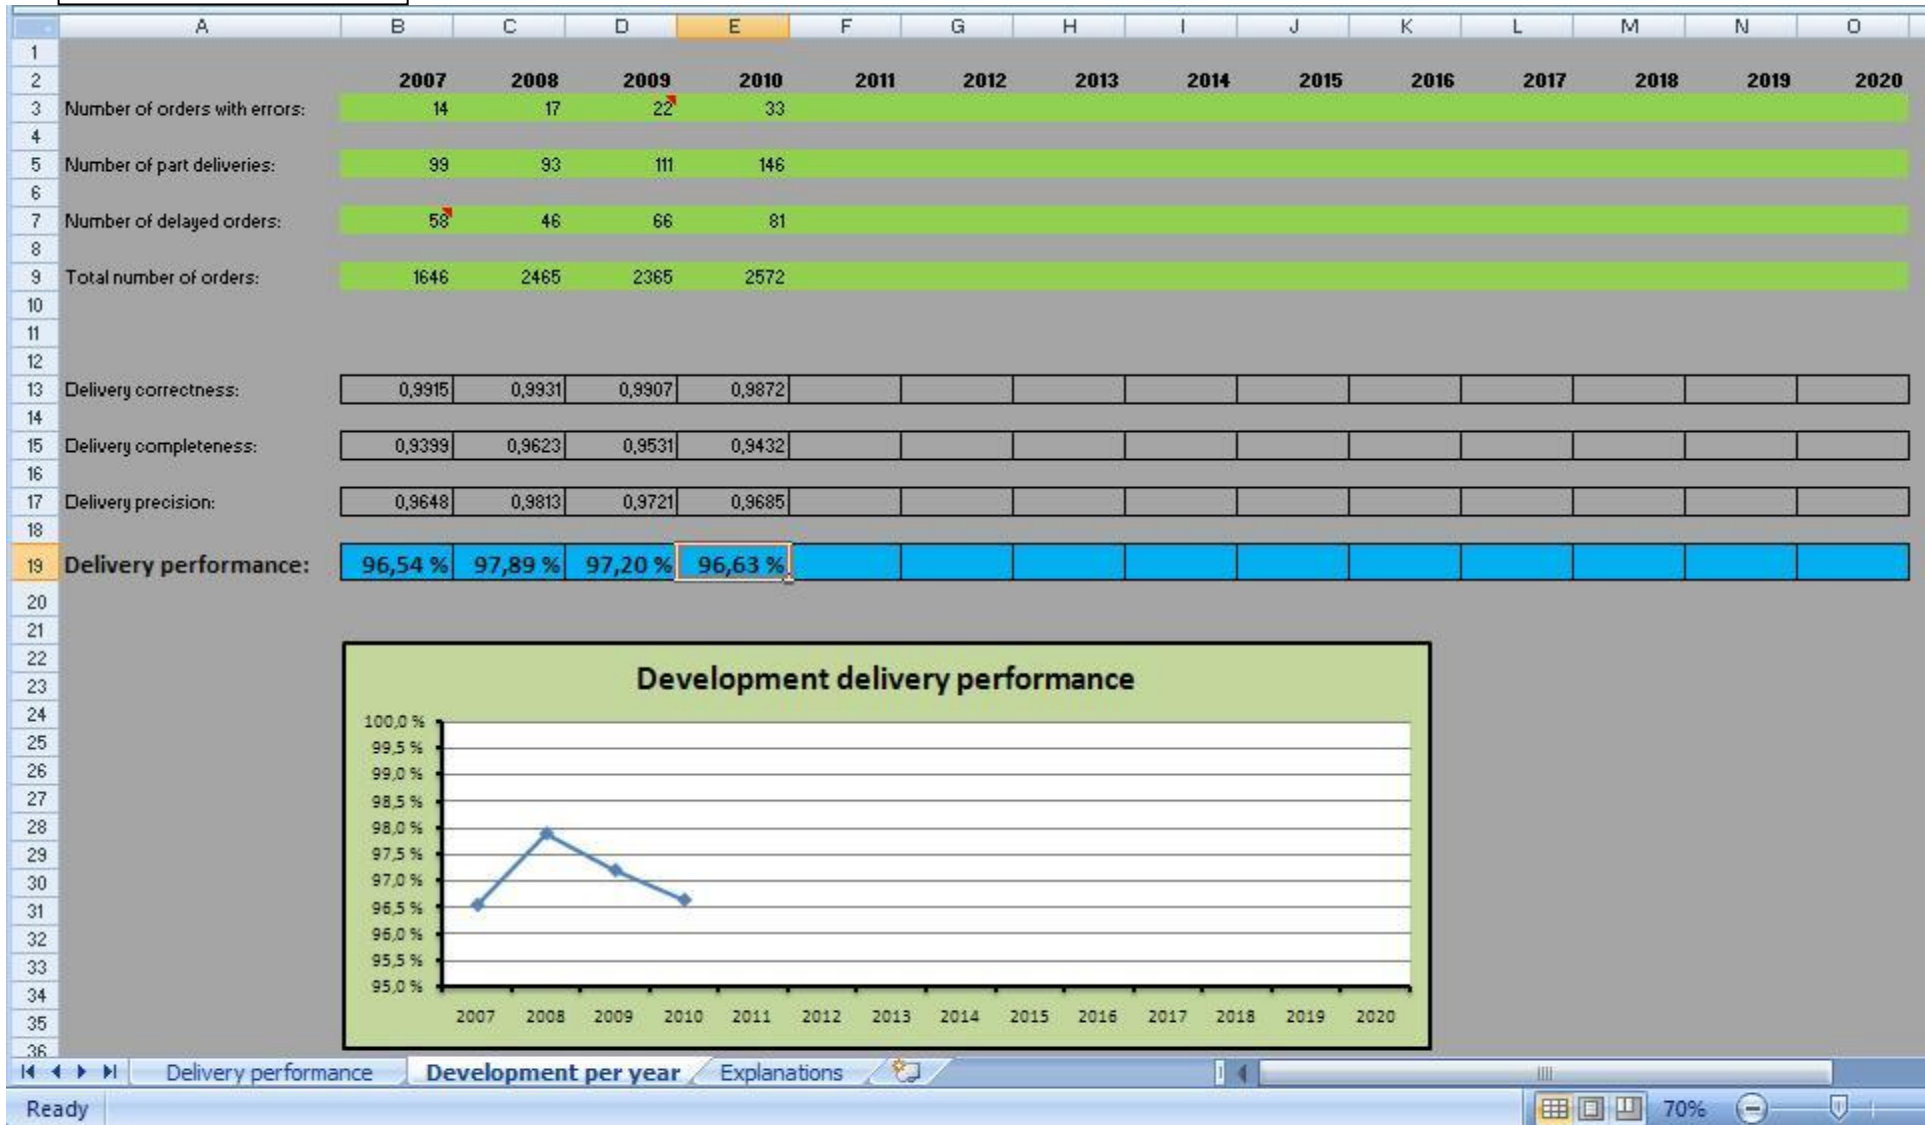 A B C D E F G H I J K L M N O
1
2 2007 2008 2009 2010 2011 2012 2013 2014 2015 2016 2017 2018 2019 2020
3 Number of orders with errors: 14 17 22 33
4
5 Number of part deliveries: 99 93 111 146
6
7 Number of delayed orders: 58 46 66 81
8
9 Total number of orders: 1646 2465 2365 2572
10
11
12
13 Delivery correctness: 0,9915 0,9931 0,9907 0,9872
14
15 Delivery completeness: 0,9399 0,9623 0,9531 0,9432
16
17 Delivery precision: 0,9648 0,9813 0,9721 0,9685
18
19 Delivery performance: 96,54 % 97,89 % 97,20 % 96,63 %
20
21
22
23 Development delivery performance
24
25
26
27
28
29
30
31
32
33
34
35
36
100,0 %
99,5 %
99,0 %
98,5 %
98,0 %
97,5 %
97,0 %
96,5 %
96,0 %
95,5 %
95,0 %
2007 2008 2009 2010 2011 2012 2013 2014 2015 2016 2017 2018 2019 2020
Delivery performance Development per year Explanations
Ready 70%